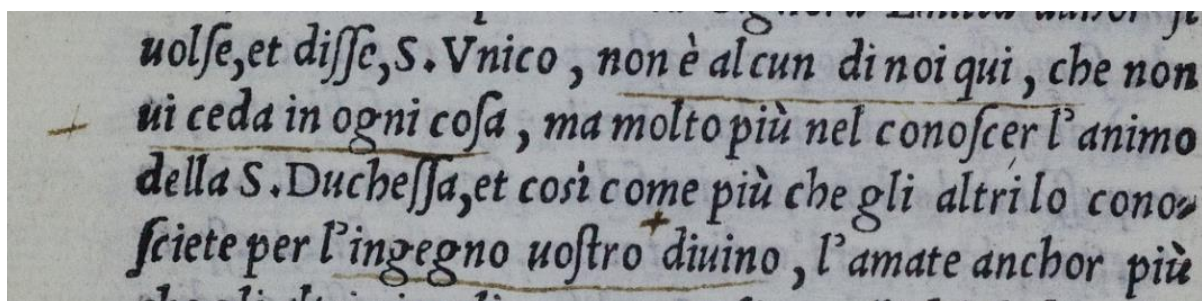 uolſe, et diſſe, S. Vnico, non è alcun di noi qui, che non
ui ceda in ogni coſa, ma molto più nel conoſcer l'animo
della S. Ducheſſa, et così come più che gli altri lo cono-
ſciete per l'ingegno uoſtro diuino, l'amate anchor più